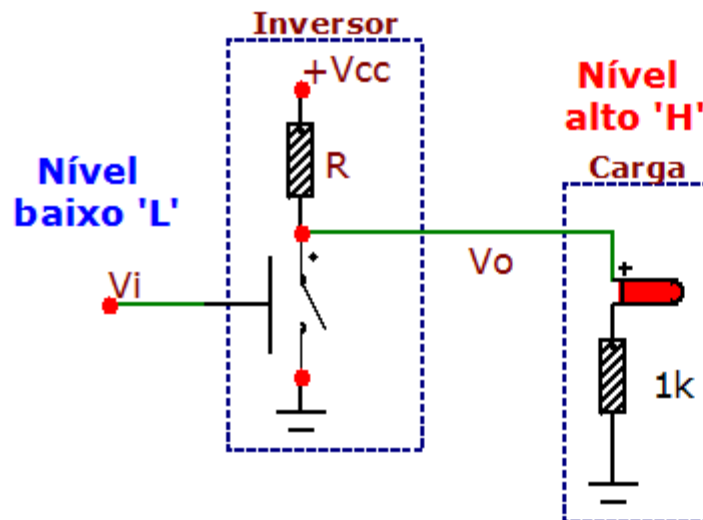 Inversor
+Vcc
R
Nível
baixo 'L'
Vi
Vo
Nível
alto 'H'
Carga
+
1k